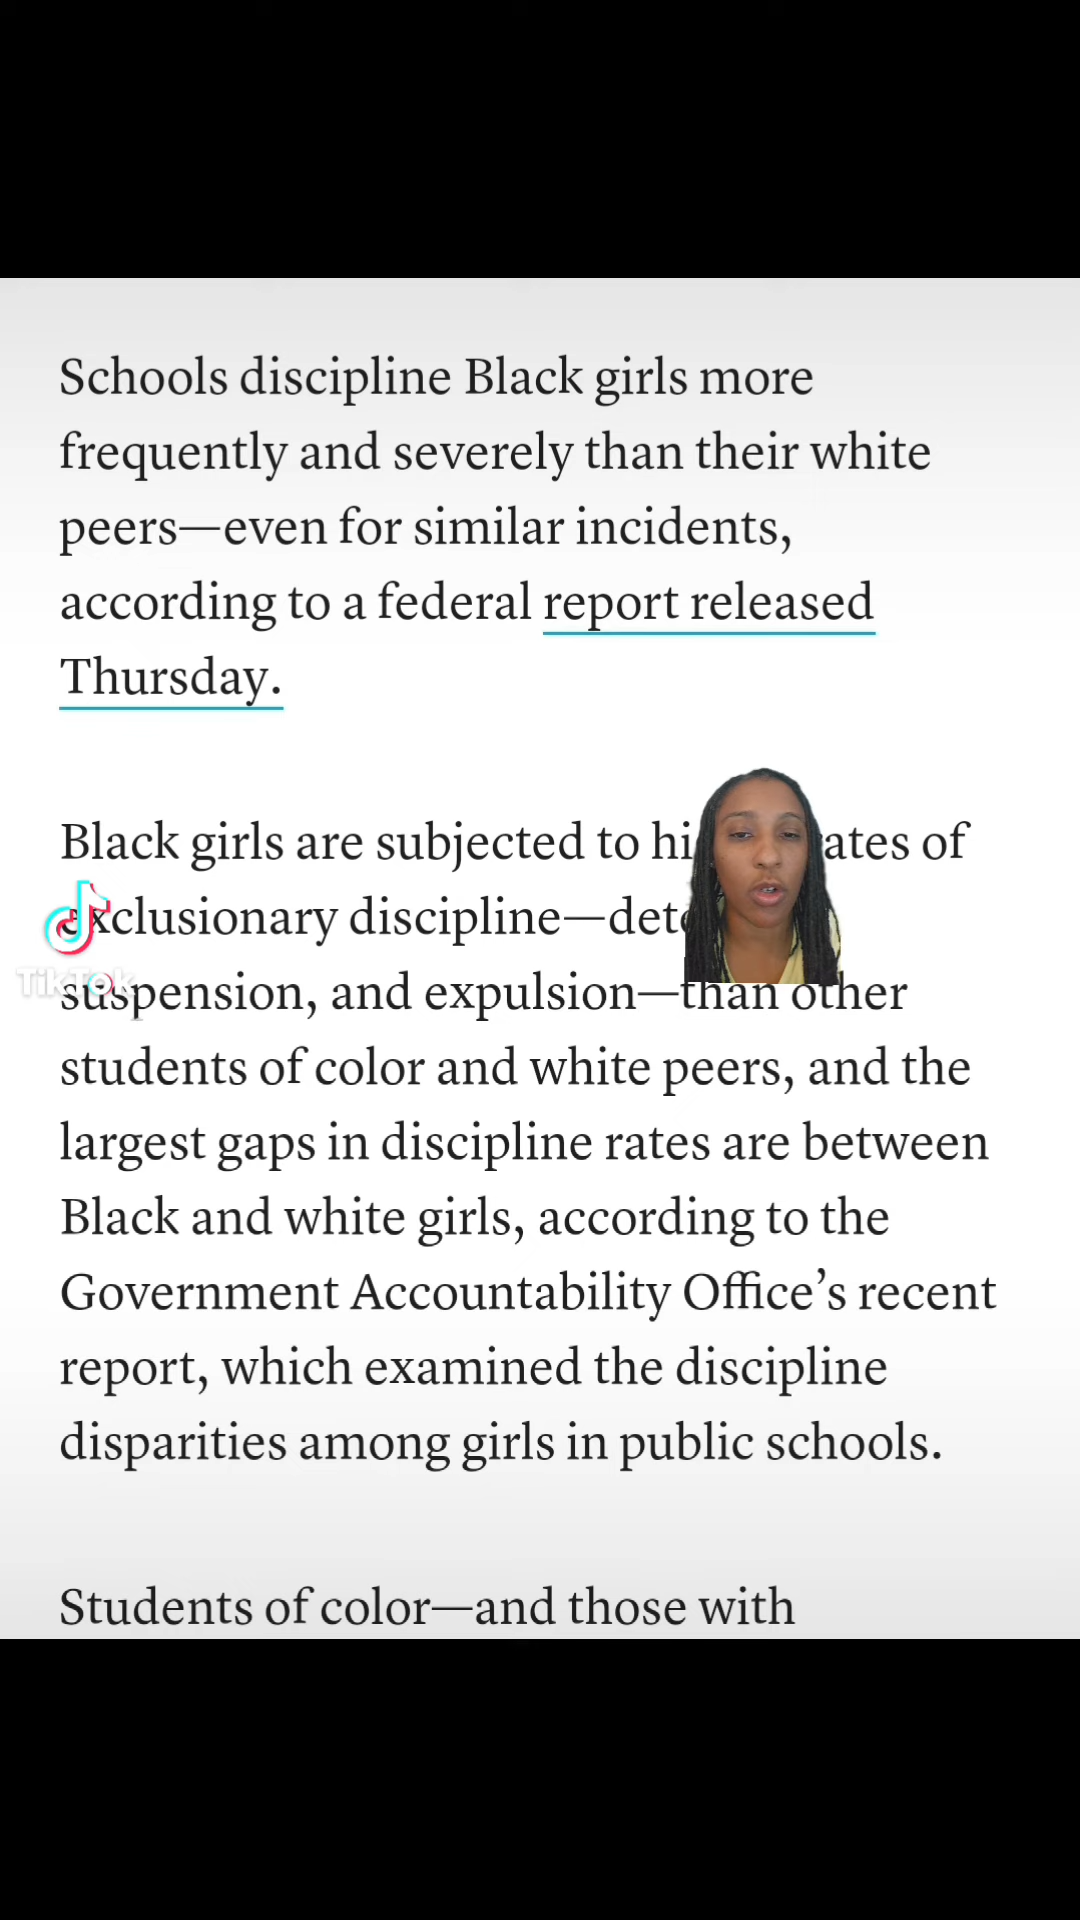 Schools discipline Black girls more
frequently and severely than their white
peers—even for similar incidents,
according to a federal report released
Thursday.
Black girls are subjected to ates of
exclusionary discipline—
suspension, and expulsion—than other
students of color and white peers, and the
largest gaps in discipline rates are between
Black and white girls, according to the
Government Accountability Office’s recent
report, which examined the discipline
disparities among girls in public schools.
Students of color—and those with
TikTok